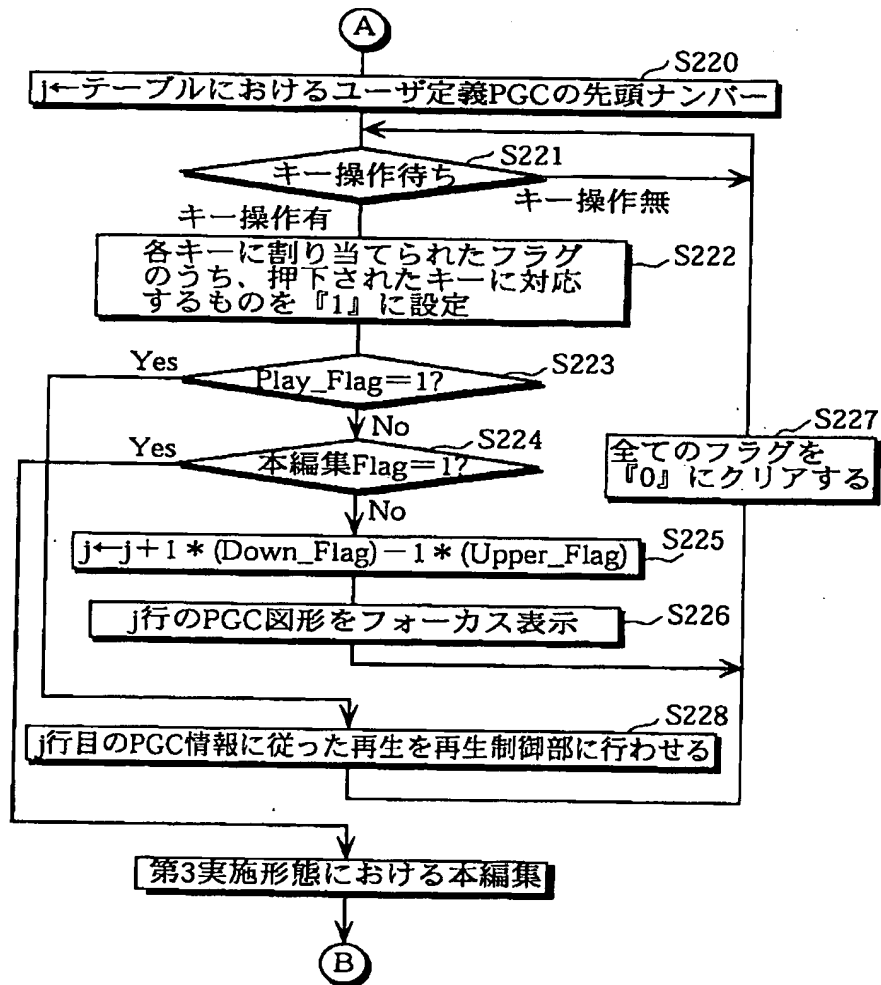 A
S220
j←テーブルにおけるユーザ定義PGCの先頭ナンバー
S221
キー操作待ち
キー操作無
キー操作有
各キーに割り当てられたフラグ
のうち、押下されたキーに対応
するものを『1』に設定
S222
Yes
Play_Flag＝1?
S223
No
Yes
本編集Flag＝1?
S224
S227
全てのフラグを
『0』にクリアする
No
j←j＋1＊(Down_Flag)－1＊(Upper_Flag)
S225
j行のPGC図形をフォーカス表示
S226
S228
j行目のPGC情報に従った再生を再生制御部に行わせる
第3実施形態における本編集
B